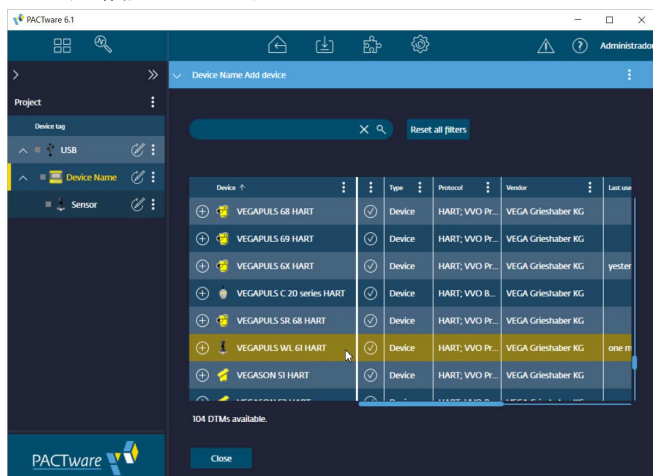 PACTware 6.1
Administrador
Device Name Add device
Project
Device tag
USB
Device Name
Sensor
Reset all filters
Device Type Protocol Vendor Last use
VEGAPULS 68 HART Device HART; VVO Pr... VEGA Grieshaber KG
VEGAPULS 69 HART Device HART; VVO Pr... VEGA Grieshaber KG
VEGAPULS 6X HART Device HART; VVO Pr... VEGA Grieshaber KG yester
VEGAPULS C 20 series HART Device HART; VVO B... VEGA Grieshaber KG
VEGAPULS SR 68 HART Device HART; VVO Pr... VEGA Grieshaber KG
VEGAPULS WL 61 HART Device HART; VVO Pr... VEGA Grieshaber KG one m
VEGASON 51 HART Device HART; VVO Pr... VEGA Grieshaber KG
104 DTMs available.
PACTware
Close